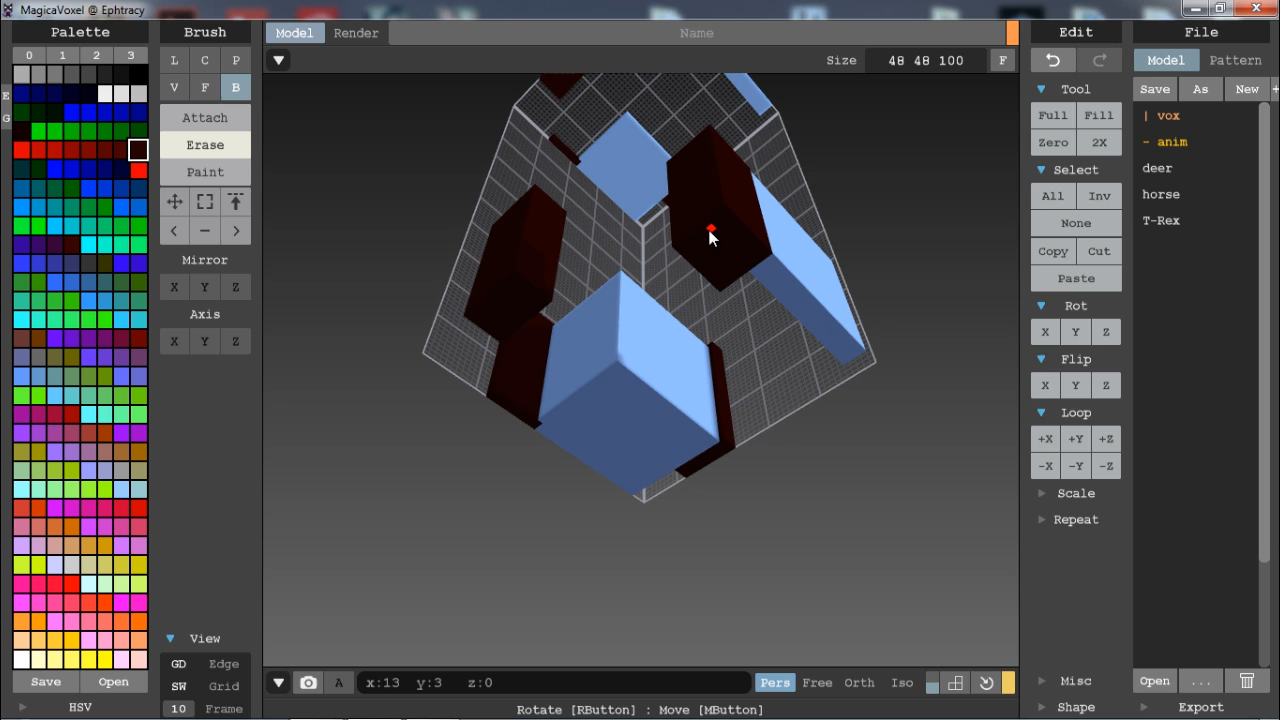 MagicaVoxel @ Ephtracy
Palette
0 1 2 3
E
G
Save Open
HSV
Brush
L C P
V F B
Attach
Erase
Paint
< – >
Mirror
X Y Z
Axis
X Y Z
View
GD Edge
SW Grid
10 Frame
Model Render Name
Size 48 48 100 F
A x:13 y:3 z:0 Pers Free Orth Iso
Rotate [RButton] : Move [MButton]
Edit
Tool
Full Fill
Zero 2X
Select
All Inv
None
Copy Cut
Paste
Rot
X Y Z
Flip
X Y Z
Loop
+X +Y +Z
-X -Y -Z
Scale
Repeat
Misc
Shape
File
Model Pattern
Save As New +
| vox
- anim
deer
horse
T-Rex
Open ...
Export